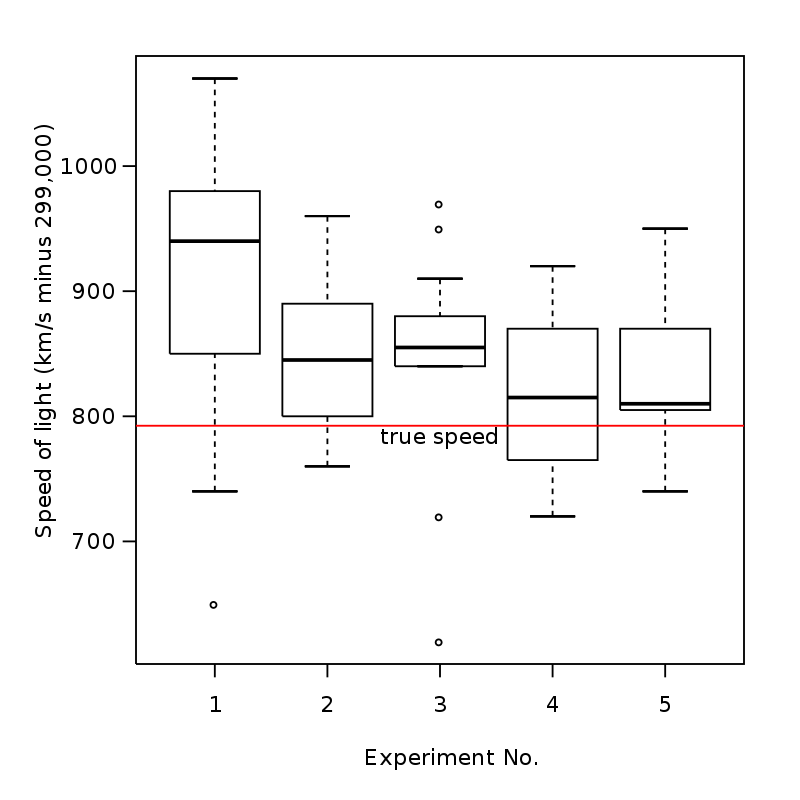 Speed of light (km/s minus 299,000)
1000
900
800
700
true speed
1 2 3 4 5
Experiment No.